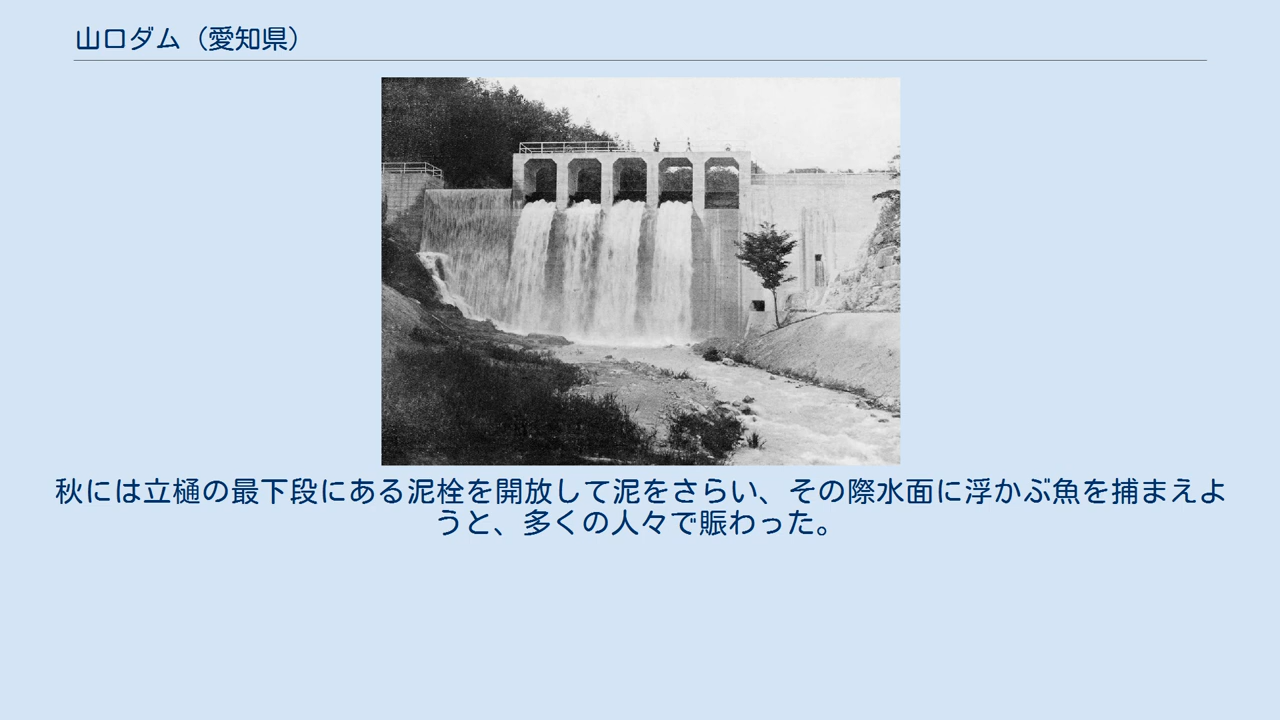 山口ダム（愛知県）
秋には立樋の最下段にある泥栓を開放して泥をさらい、その際水面に浮かぶ魚を捕まえよ
うと、多くの人々で賑わった。